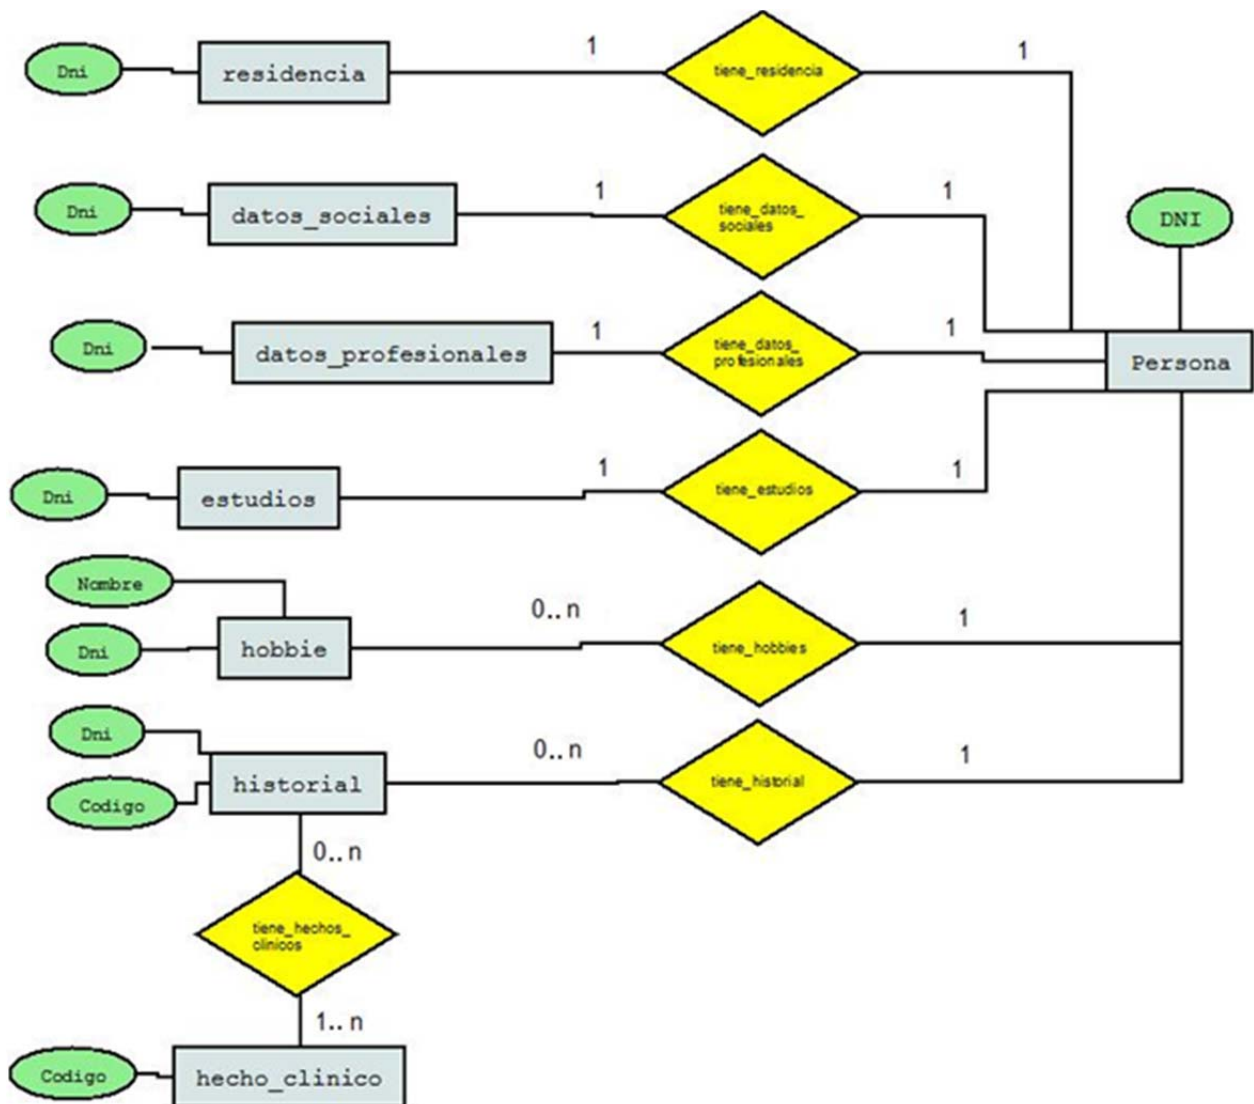 Dni
residencia
1
tiene_residencia
1
Dni
datos_sociales
1
tiene_datos_
sociales
1
DNI
Dni
datos_profesionales
1
tiene_datos_
profesionales
1
Persona
Dni
estudios
1
tiene_estudios
1
Nombre
Dni
hobbie
0..n
tiene_hobbies
1
Dni
Codigo
historial
0..n
tiene_historial
1
0..n
tiene_hechos_
clinicos
1..n
Codigo
hecho_clinico